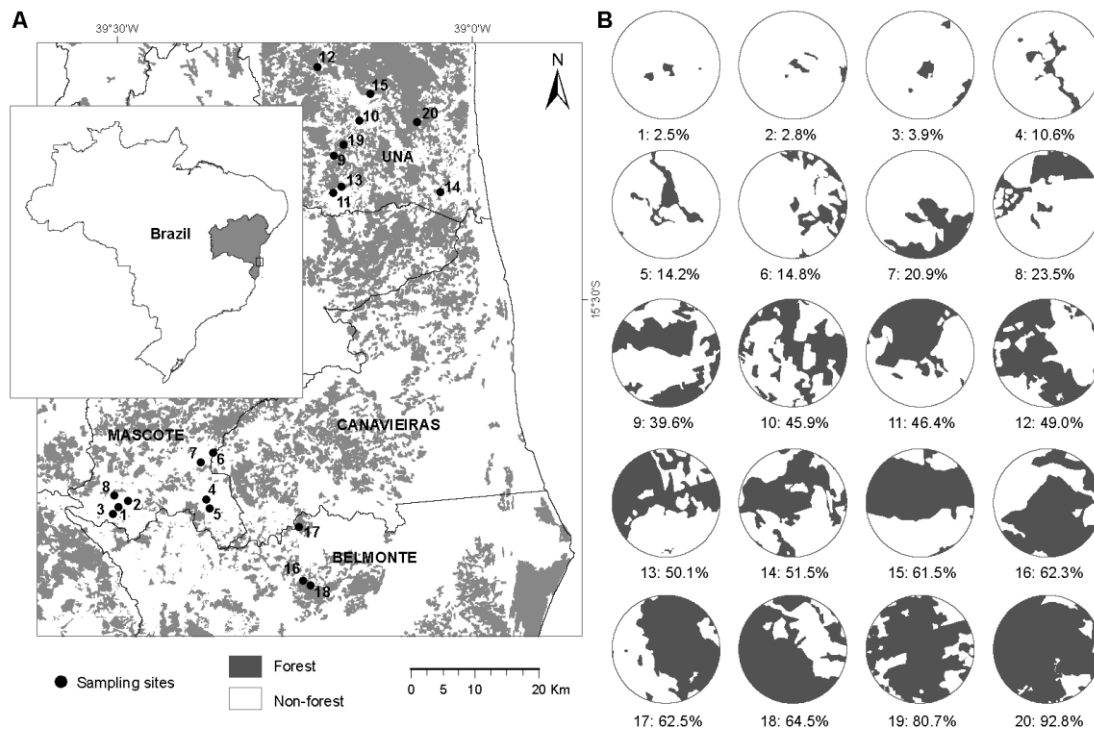 A
39°30'W
39°0'W
12
15
N
10
20
19
9
UNA
13
11
14
Brazil
15°30'S
MASCOTE
CANAVIEIRAS
7
6
8
2
4
3
1
5
17
BELMONTE
16
18
Sampling sites
Forest
Non-forest
0 5 10 20 Km
B
1: 2.5%
2: 2.8%
3: 3.9%
4: 10.6%
5: 14.2%
6: 14.8%
7: 20.9%
8: 23.5%
9: 39.6%
10: 45.9%
11: 46.4%
12: 49.0%
13: 50.1%
14: 51.5%
15: 61.5%
16: 62.3%
17: 62.5%
18: 64.5%
19: 80.7%
20: 92.8%